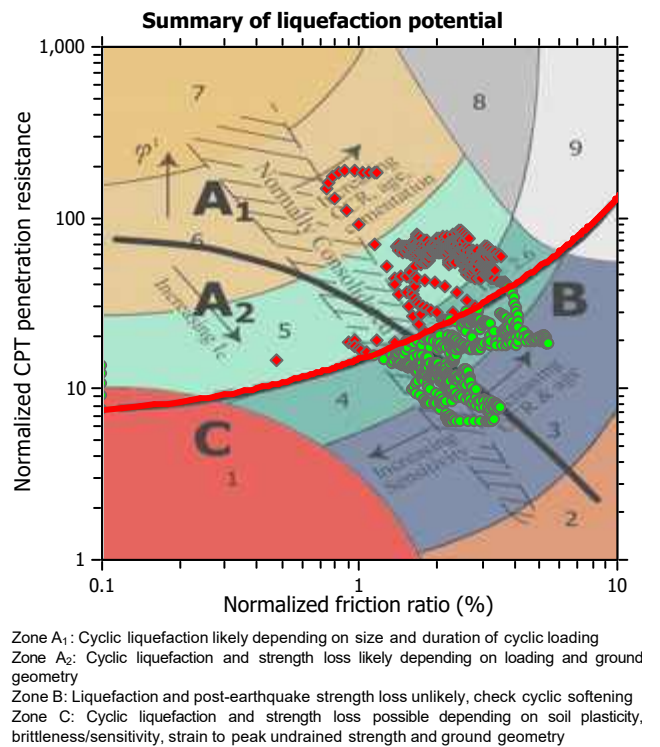 Summary of liquefaction potential
1,000
100
10
1
Normalized CPT penetration resistance
0.1
1
10
Normalized friction ratio (%)
7
8
9
φ'
A1
6
Normally Consolidated
A2
Increasing Ic
5
B
4
C
1
3
2
Increasing
Sensitivity
Zone A1: Cyclic liquefaction likely depending on size and duration of cyclic loading
Zone A2: Cyclic liquefaction and strength loss likely depending on loading and ground
geometry
Zone B: Liquefaction and post-earthquake strength loss unlikely, check cyclic softening
Zone C: Cyclic liquefaction and strength loss possible depending on soil plasticity,
brittleness/sensitivity, strain to peak undrained strength and ground geometry